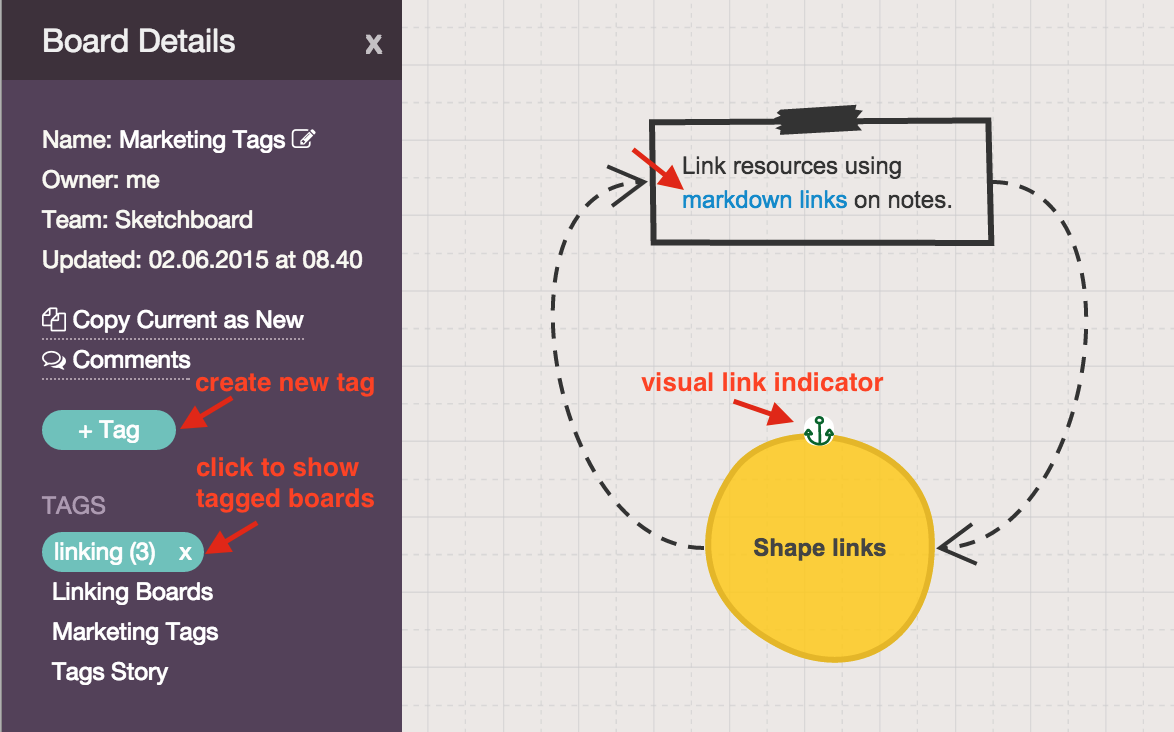 Board Details
x
Name: Marketing Tags
Owner: me
Team: Sketchboard
Updated: 02.06.2015 at 08.40
Copy Current as New
Comments
create new tag
+ Tag
click to show
tagged boards
TAGS
linking (3) x
Linking Boards
Marketing Tags
Tags Story
Link resources using
markdown links on notes.
visual link indicator
Shape links